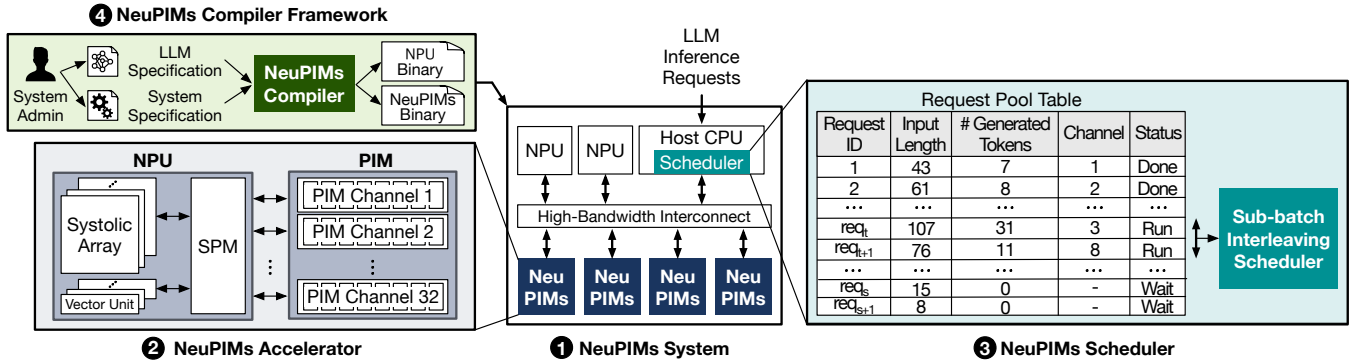 4 NeuPIMs Compiler Framework
System
Admin
LLM
Specification
System
Specification
NeuPIMs
Compiler
NPU
Binary
NeuPIMs
Binary
NPU
PIM
Systolic
Array
Vector Unit
SPM
PIM Channel 1
PIM Channel 2
PIM Channel 32
2 NeuPIMs Accelerator
LLM
Inference
Requests
NPU
NPU
Host CPU
Scheduler
High-Bandwidth Interconnect
Neu
PIMs
Neu
PIMs
Neu
PIMs
Neu
PIMs
1 NeuPIMs System
Request Pool Table
Request ID Input Length # Generated Tokens Channel Status
1 43 7 1 Done
2 61 8 2 Done
... ... ... ... ...
req_t 107 31 3 Run
req_t+1 76 11 8 Run
... ... ... ... ...
req_s 15 0 - Wait
req_s+1 8 0 - Wait
Sub-batch
Interleaving
Scheduler
3 NeuPIMs Scheduler